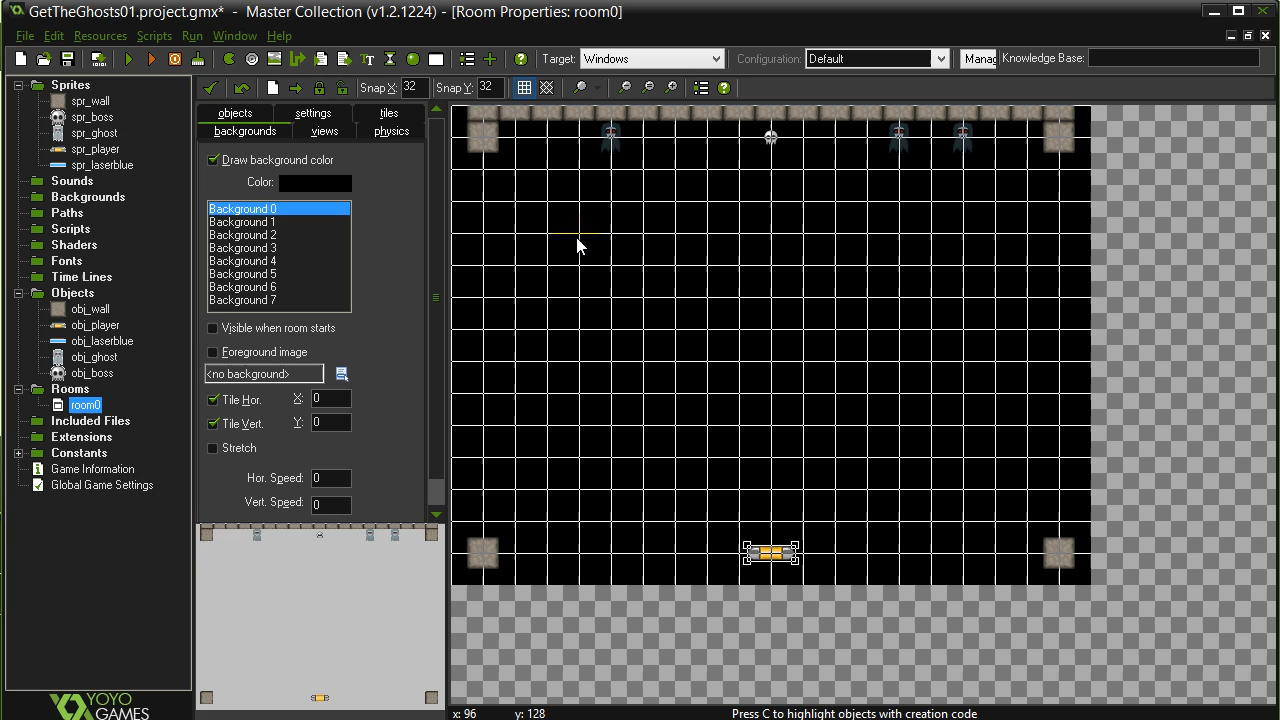 GetTheGhosts01.project.gmx* - Master Collection (v1.2.1224) - [Room Properties: room0]
File Edit Resources Scripts Run Window Help
Target: Windows Configuration: Default Manag Knowledge Base:
Snap X: 32 Snap Y: 32
Sprites
spr_wall
spr_boss
spr_ghost
spr_player
spr_laserblue
Sounds
Backgrounds
Paths
Scripts
Shaders
Fonts
Time Lines
Objects
obj_wall
obj_player
obj_laserblue
obj_ghost
obj_boss
Rooms
room0
Included Files
Extensions
Constants
Game Information
Global Game Settings
YOYO
GAMES
objects settings tiles
backgrounds views physics
Draw background color
Color:
Background 0
Background 1
Background 2
Background 3
Background 4
Background 5
Background 6
Background 7
Visible when room starts
Foreground image
<no background>
Tile Hor. X: 0
Tile Vert. Y: 0
Stretch
Hor. Speed: 0
Vert. Speed: 0
x: 96 y: 128 Press C to highlight objects with creation code